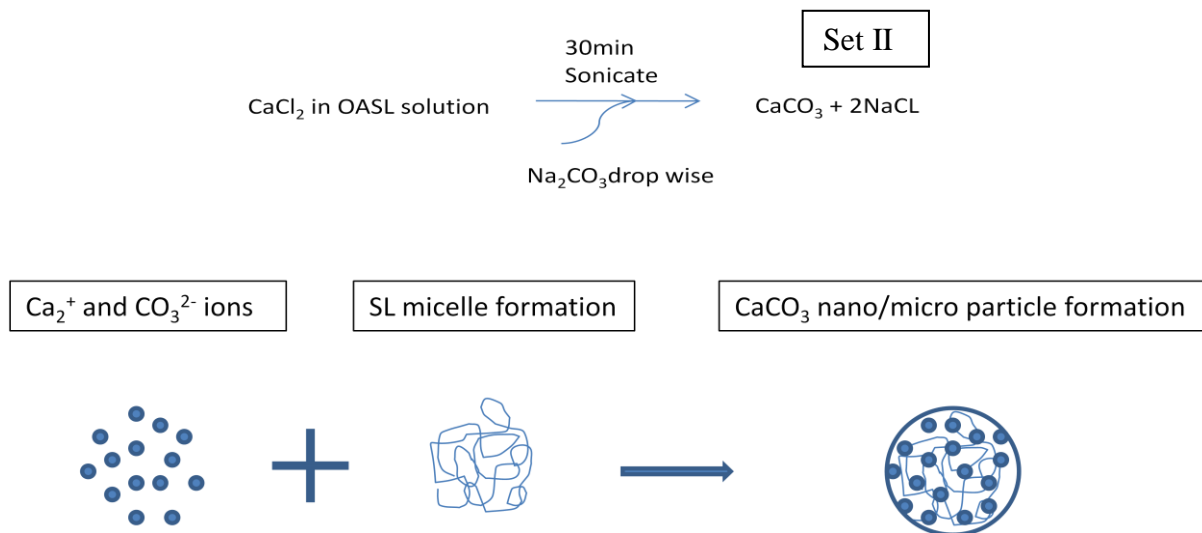 Set II
30min
Sonicate
CaCl₂ in OASL solution
CaCO₃ + 2NaCL
Na₂CO₃drop wise
Ca₂⁺ and CO₃²⁻ ions
SL micelle formation
CaCO₃ nano/micro particle formation